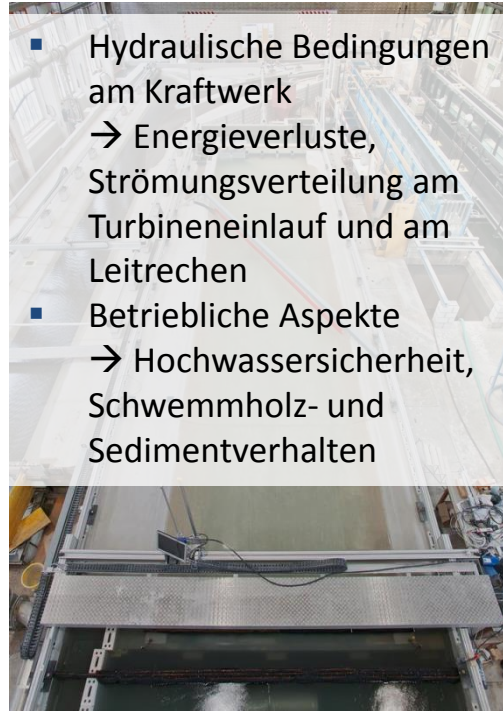 ▪ Hydraulische Bedingungen
am Kraftwerk
→ Energieverluste,
Strömungsverteilung am
Turbineneinlauf und am
Leitrechen
▪ Betriebliche Aspekte
→ Hochwassersicherheit,
Schwemmholz- und
Sedimentverhalten